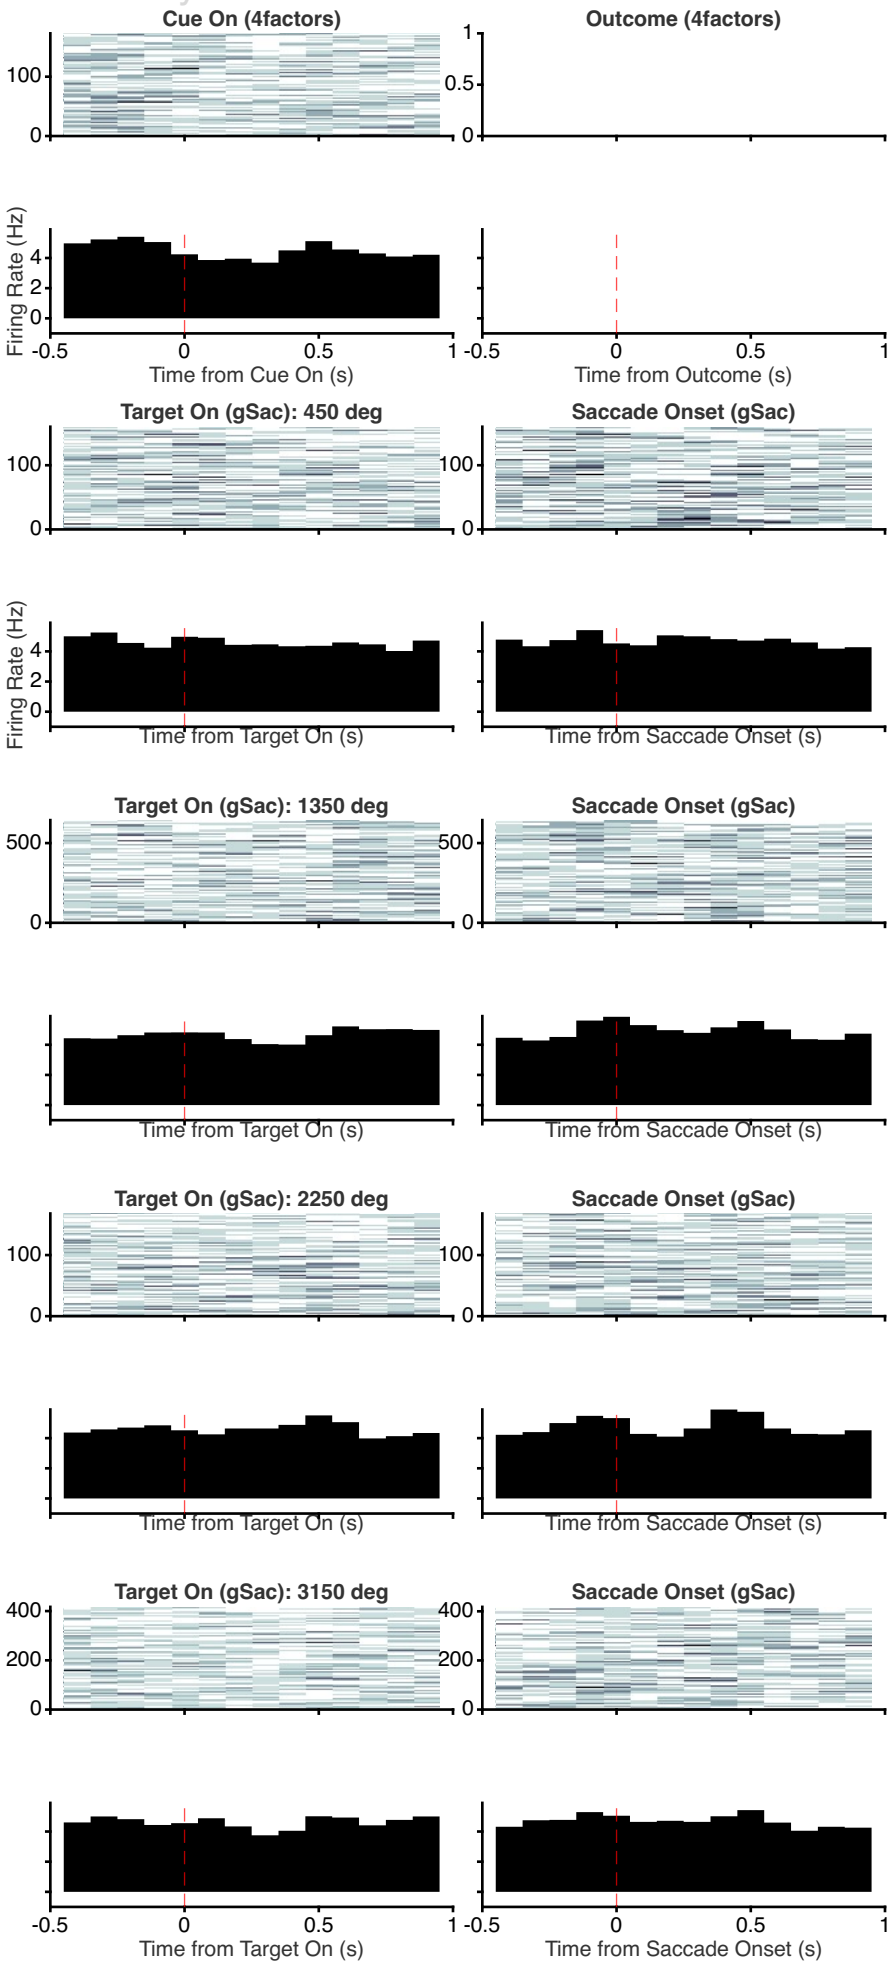 Cue On (4factors)
Outcome (4factors)
100
0
1
0.5
0
Firing Rate (Hz)
4
2
0
-0.5 0 0.5 1
Time from Cue On (s)
-0.5 0 0.5 1
Time from Outcome (s)
Target On (gSac): 450 deg
Saccade Onset (gSac)
100
0
100
0
Firing Rate (Hz)
4
2
0
Time from Target On (s)
Time from Saccade Onset (s)
Target On (gSac): 1350 deg
Saccade Onset (gSac)
500
0
500
0
Time from Target On (s)
Time from Saccade Onset (s)
Target On (gSac): 2250 deg
Saccade Onset (gSac)
100
0
100
0
Time from Target On (s)
Time from Saccade Onset (s)
Target On (gSac): 3150 deg
Saccade Onset (gSac)
400
200
0
400
200
0
-0.5 0 0.5 1
Time from Target On (s)
-0.5 0 0.5 1
Time from Saccade Onset (s)